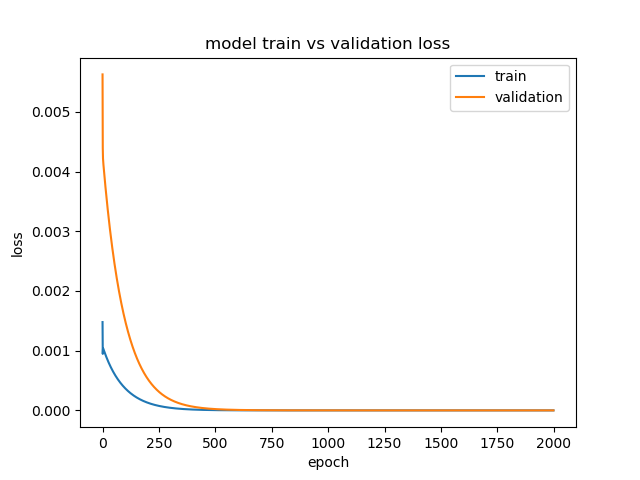 model train vs validation loss
train
validation
loss
0.005
0.004
0.003
0.002
0.001
0.000
0 250 500 750 1000 1250 1500 1750 2000
epoch